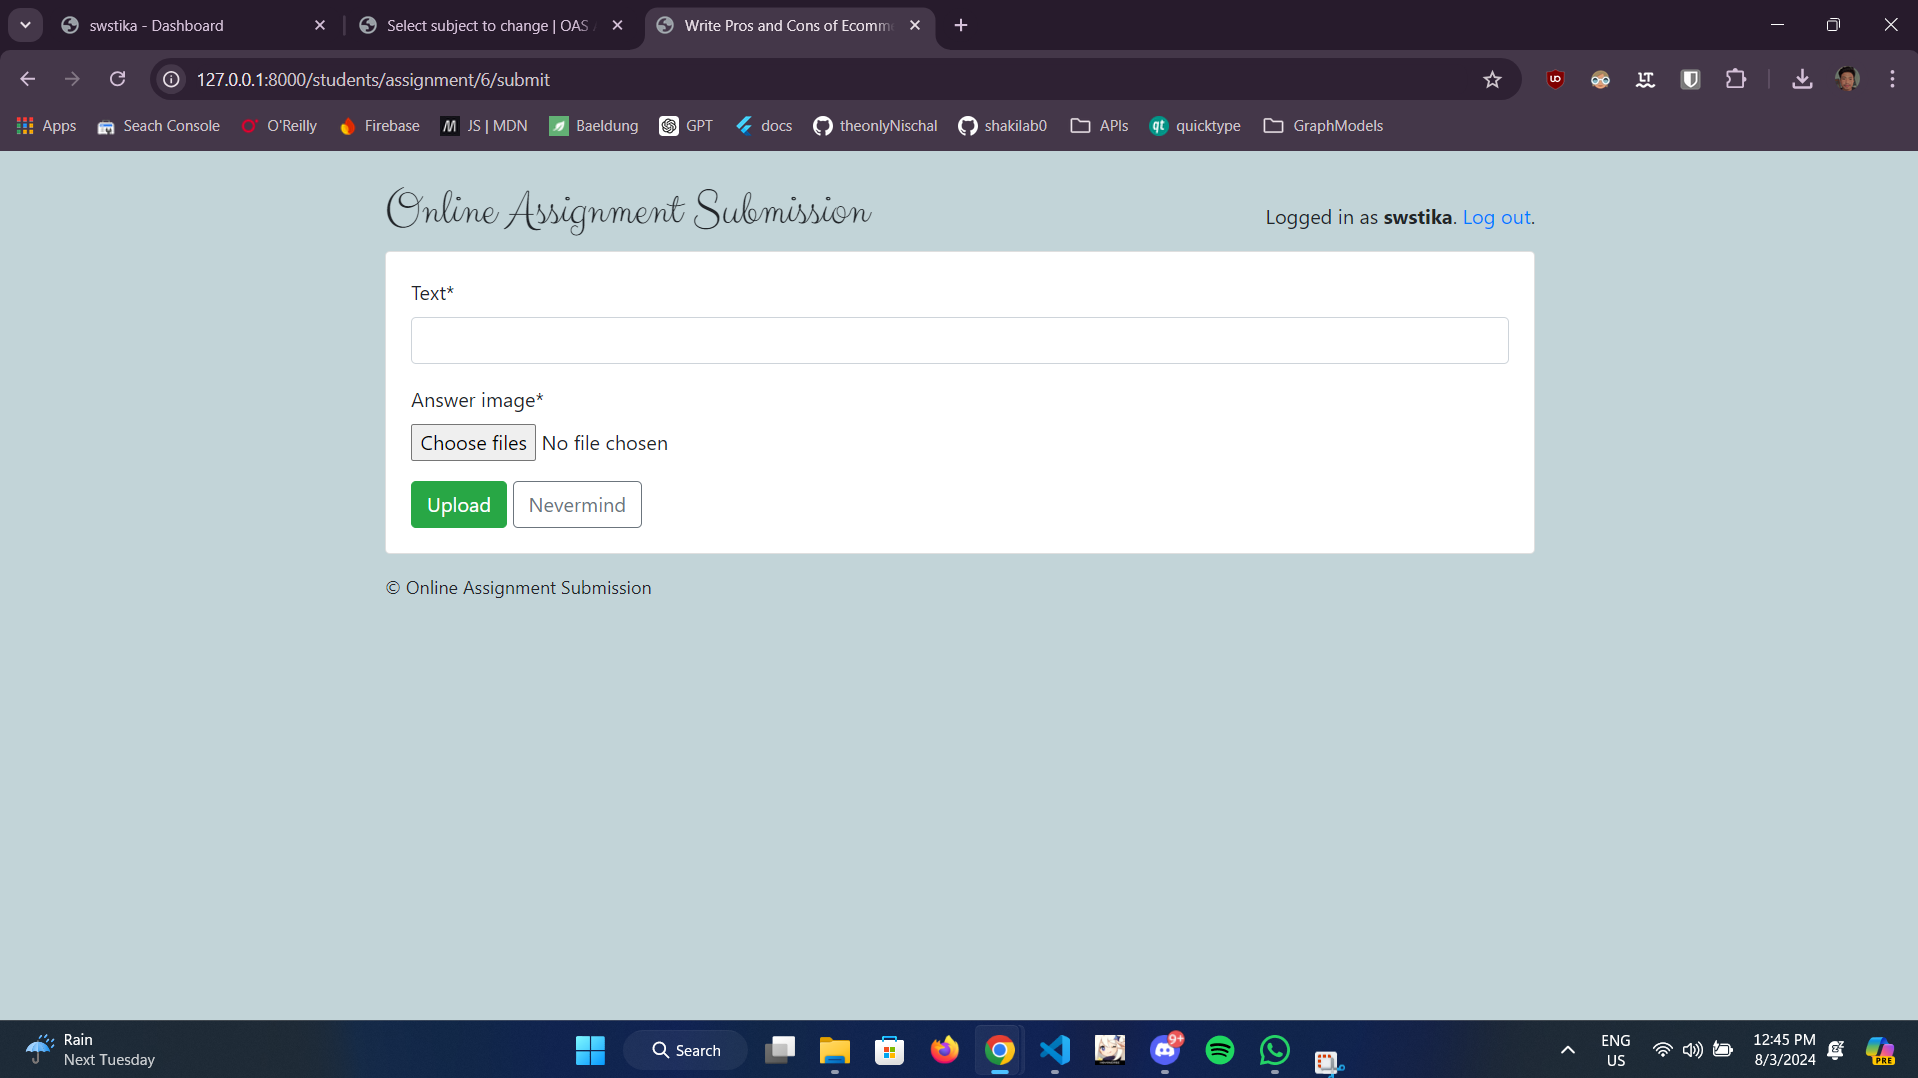 swstika - Dashboard
Select subject to change | OAS
Write Pros and Cons of Ecomm
127.0.0.1:8000/students/assignment/6/submit
Apps
Seach Console
O'Reilly
Firebase
JS | MDN
Baeldung
GPT
docs
theonlyNischal
shakilab0
APIs
qt quicktype
GraphModels
Online Assignment Submission
Logged in as swstika. Log out.
Text*
Answer image*
Choose files No file chosen
Upload Nevermind
© Online Assignment Submission
Rain
Next Tuesday
Search
9+
ENG
US
12:45 PM
8/3/2024
PRE